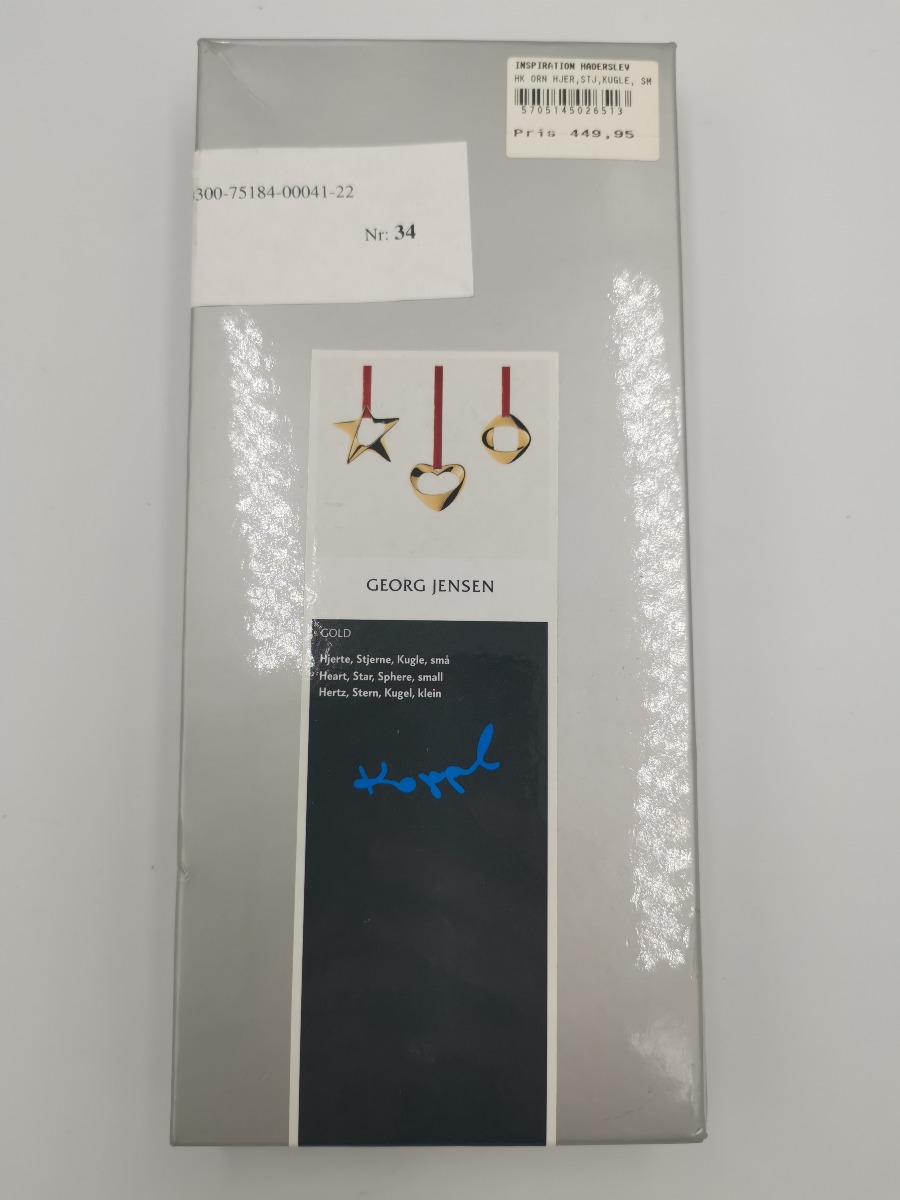 INSPIRATION HADERSLEV
HK ORN HJER,STJ,KUGLE, SM
5705145026513
Pris 449,95
300-75184-00041-22
Nr: 34
GEORG JENSEN
GOLD
Hjerte, Stjerne, Kugle, små
Heart, Star, Sphere, small
Hertz, Stern, Kugel, klein
Koppel